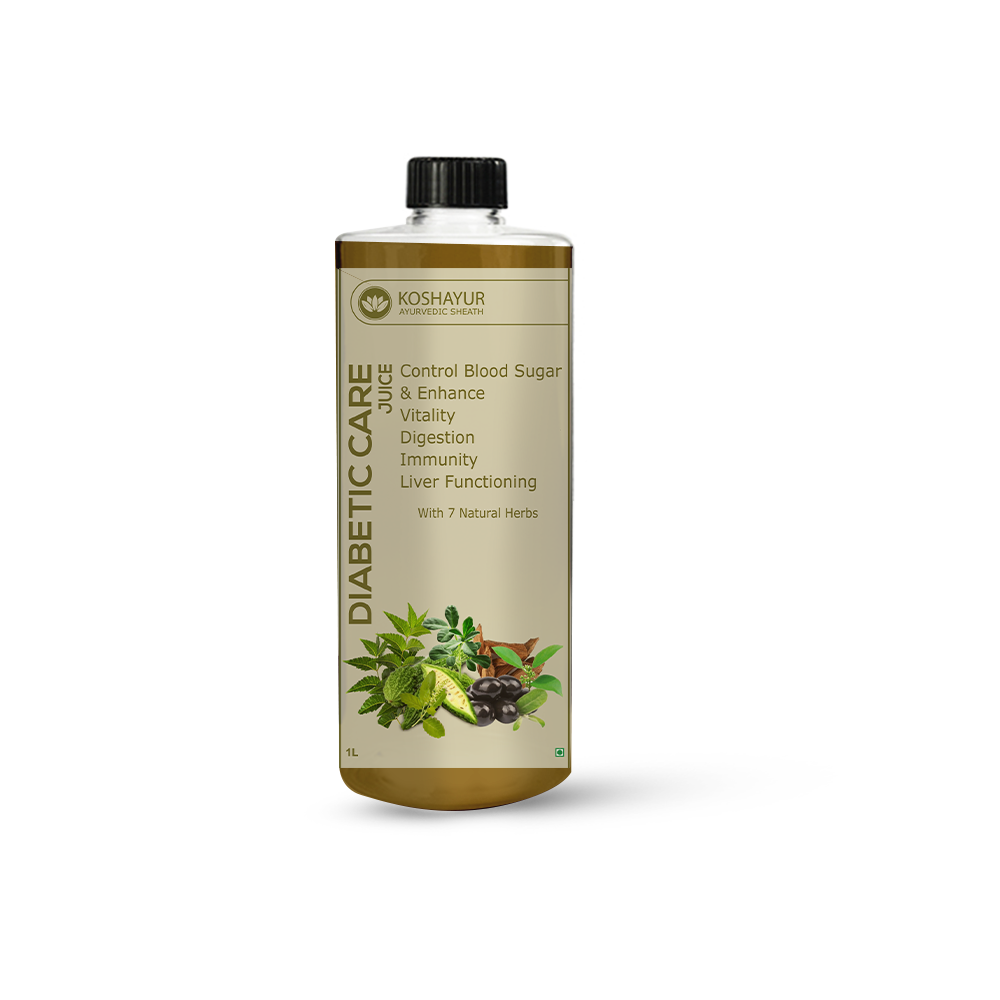 KOSHAYUR
AYURVEDIC SHEATH
DIABETIC CARE
JUICE
Control Blood Sugar
& Enhance
Vitality
Digestion
Immunity
Liver Functioning
With 7 Natural Herbs
1L